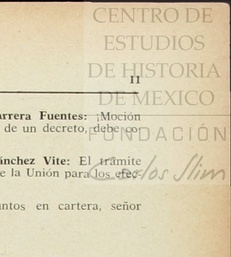 CENTRO DE
ESTUDIOS
DE HISTORIA
DE MEXICO
11
arrera Fuentes: ¡Moción
de un decreto, debe co-
FUNDACIÓN
ánchez Vite: El trámite
e la Unión para los efec-
Carlos Slim
ntos en cartera, señor